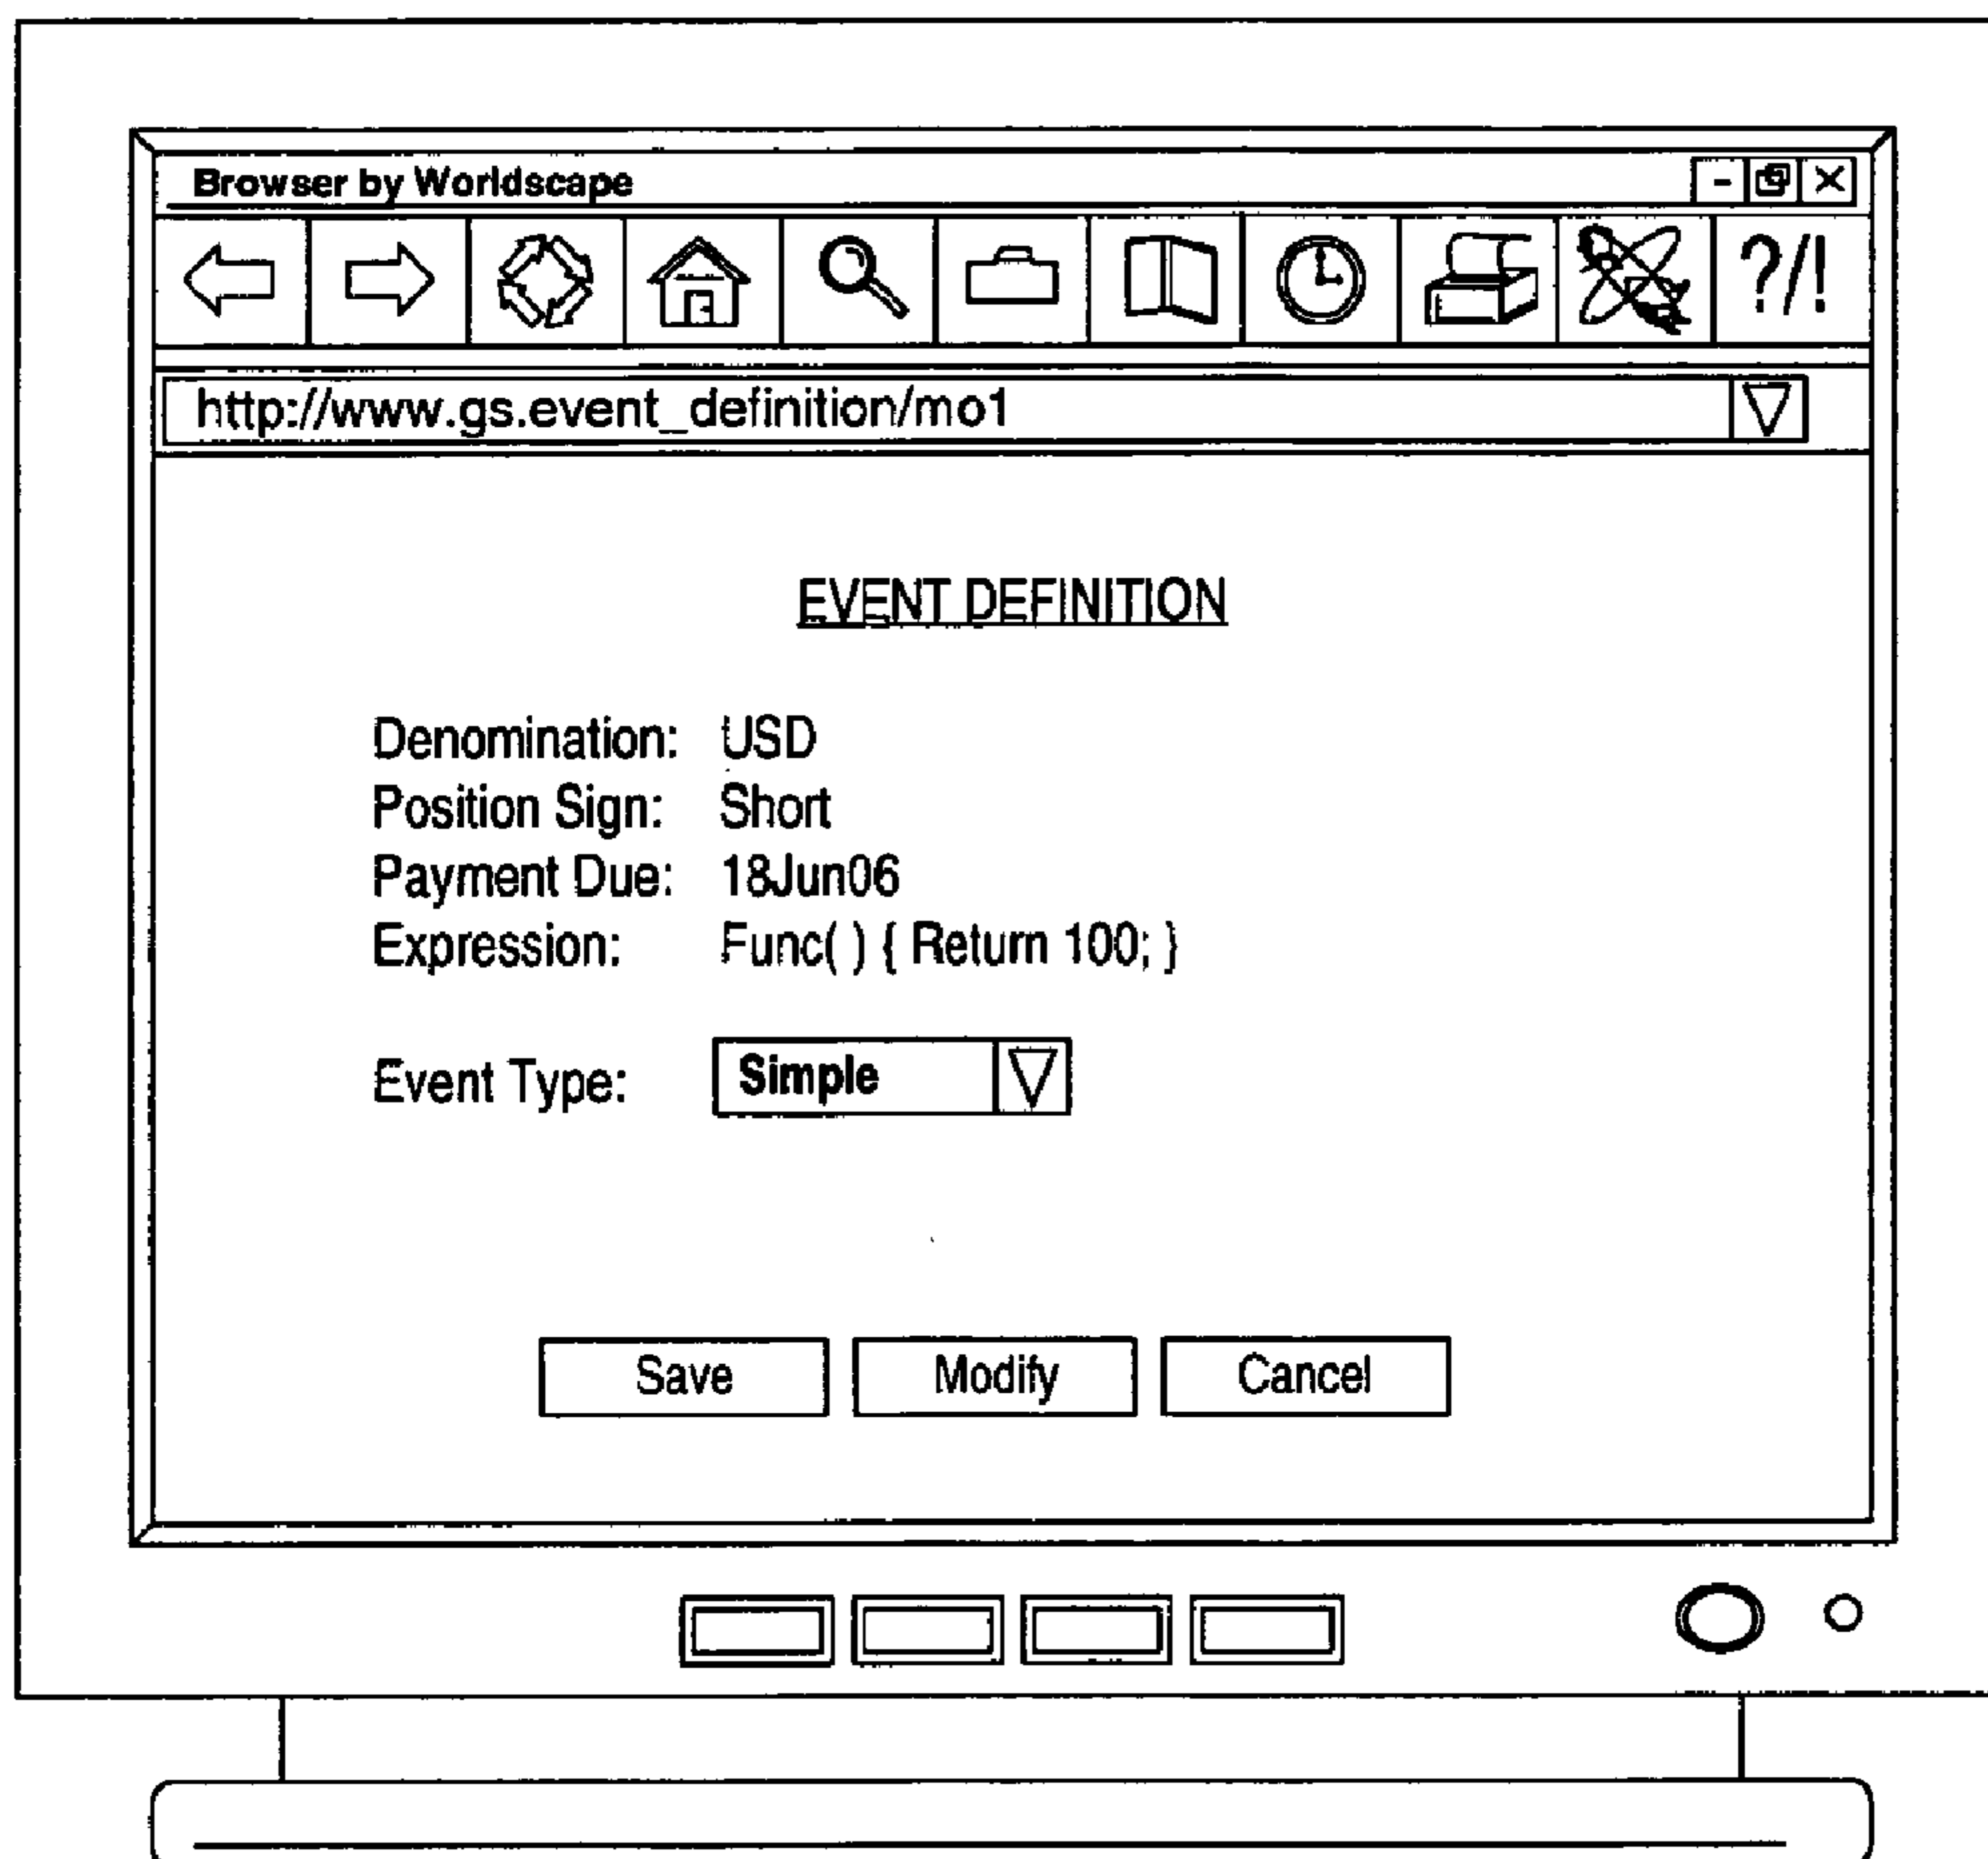 Browser by Worldscape
?/!
http://www.gs.event_definition/mo1
EVENT DEFINITION
Denomination: USD
Position Sign: Short
Payment Due: 18Jun06
Expression: Func( ) { Return 100; }
Event Type: Simple
Save Modify Cancel